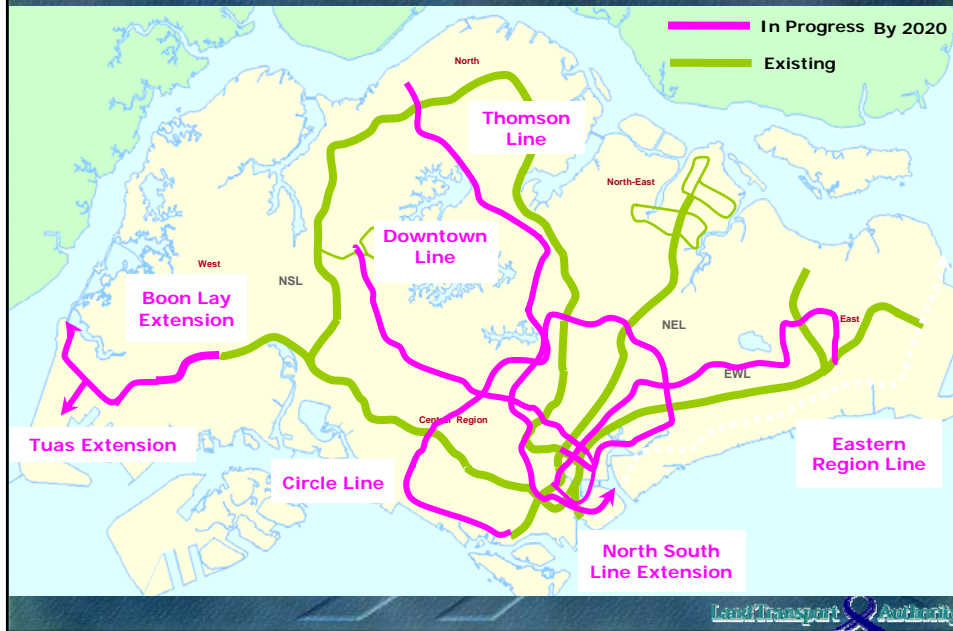 In Progress By 2020
Existing
North
Thomson
Line
North-East
Downtown
Line
West
NSL
Boon Lay
Extension
NEL
East
EWL
Central Region
Tuas Extension
Eastern
Region Line
Circle Line
North South
Line Extension
Land Transport Authority